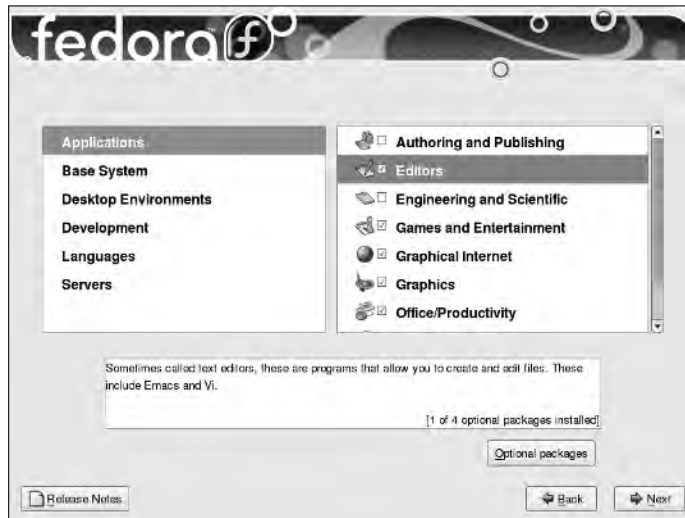 fedora
Applications
Base System
Desktop Environments
Development
Languages
Servers
Authoring and Publishing
Editors
Engineering and Scientific
Games and Entertainment
Graphical Internet
Graphics
Office/Productivity
Sometimes called text editors, these are programs that allow you to create and edit files. These
include Emacs and Vi.
[1 of 4 optional packages installed]
Optional packages
Release Notes
Back
Next